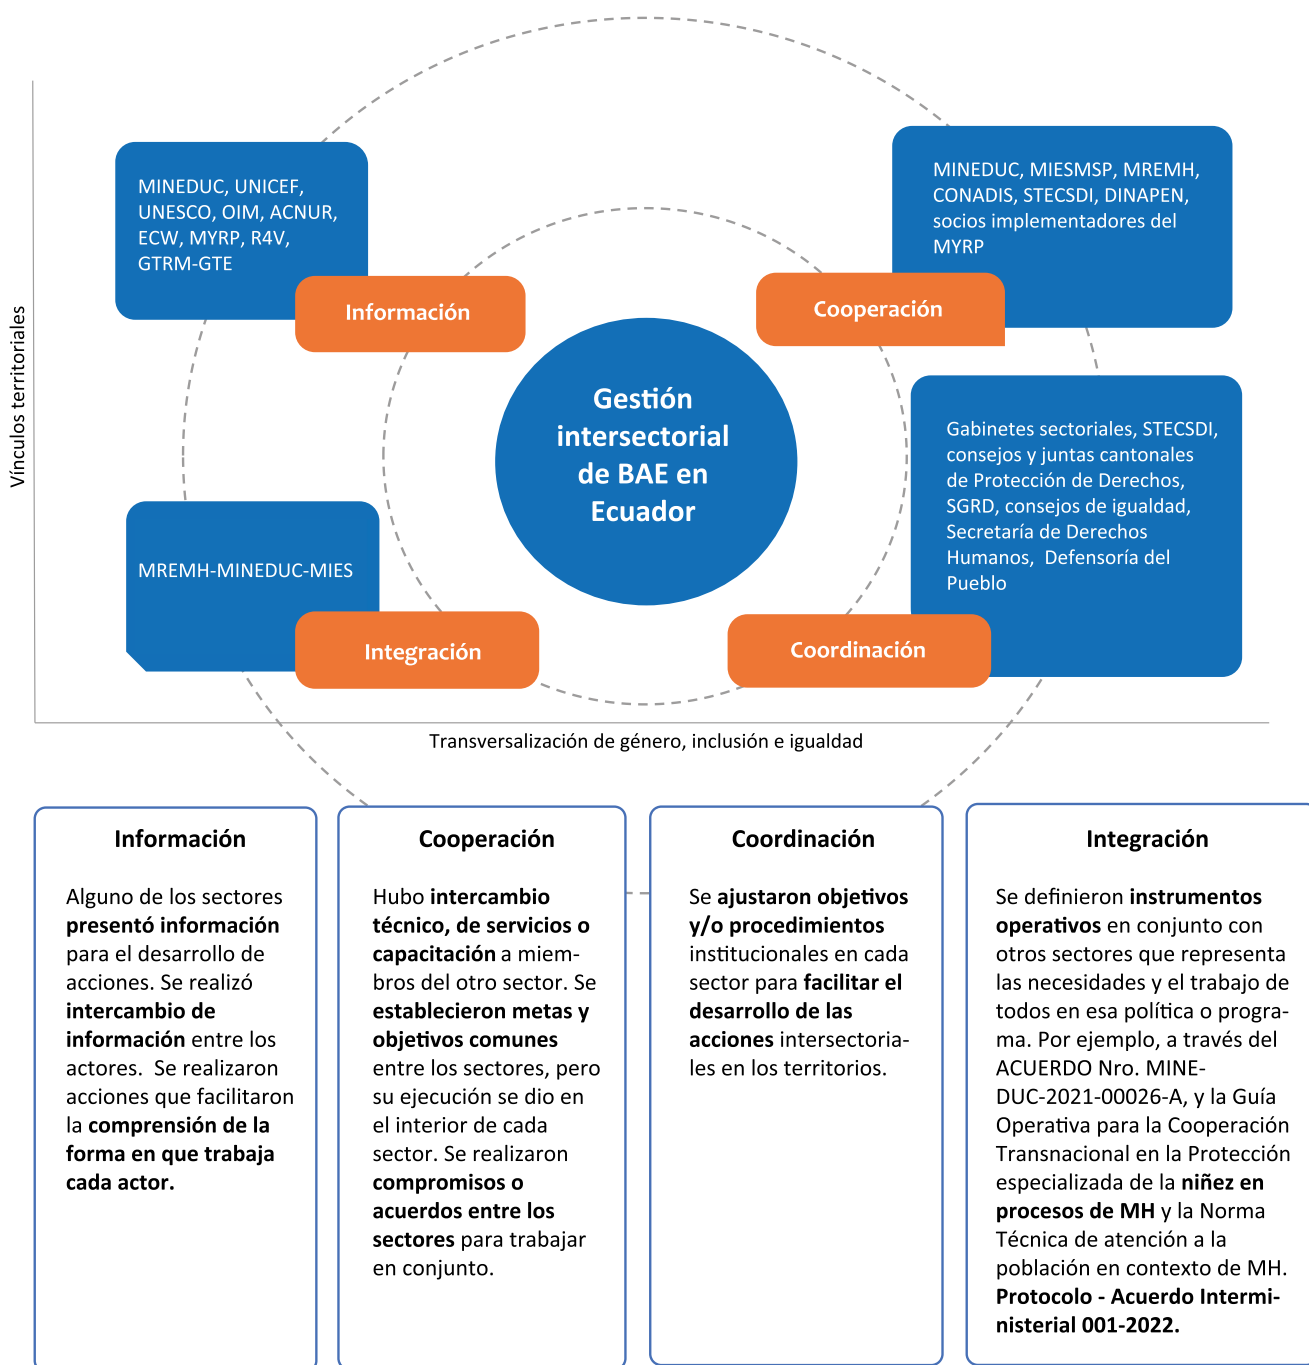 MINEDUC, UNICEF,
UNESCO, OIM, ACNUR,
ECW, MYRP, R4V,
GTRM-GTE
Información
MINEDUC, MIESMSP, MREMH,
CONADIS, STECSDI, DINAPEN,
socios implementadores del
MYRP
Cooperación
Gestión
intersectorial
de BAE en
Ecuador
Gabinetes sectoriales, STECSDI,
consejos y juntas cantonales
de Protección de Derechos,
SGRD, consejos de igualdad,
Secretaría de Derechos
Humanos, Defensoría del
Pueblo
Coordinación
MREMH-MINEDUC-MIES
Integración
Vínculos territoriales
Transversalización de género, inclusión e igualdad
Información
Alguno de los sectores
presentó información
para el desarrollo de
acciones. Se realizó
intercambio de
información entre los
actores. Se realizaron
acciones que facilitaron
la comprensión de la
forma en que trabaja
cada actor.
Cooperación
Hubo intercambio
técnico, de servicios o
capacitación a miem-
bros del otro sector. Se
establecieron metas y
objetivos comunes
entre los sectores, pero
su ejecución se dio en
el interior de cada
sector. Se realizaron
compromisos o
acuerdos entre los
sectores para trabajar
en conjunto.
Coordinación
Se ajustaron objetivos
y/o procedimientos
institucionales en cada
sector para facilitar el
desarrollo de las
acciones intersectoria-
les en los territorios.
Integración
Se definieron instrumentos
operativos en conjunto con
otros sectores que representa
las necesidades y el trabajo de
todos en esa política o progra-
ma. Por ejemplo, a través del
ACUERDO Nro. MINE-
DUC-2021-00026-A, y la Guía
Operativa para la Cooperación
Transnacional en la Protección
especializada de la niñez en
procesos de MH y la Norma
Técnica de atención a la
población en contexto de MH.
Protocolo - Acuerdo Intermi-
nisterial 001-2022.